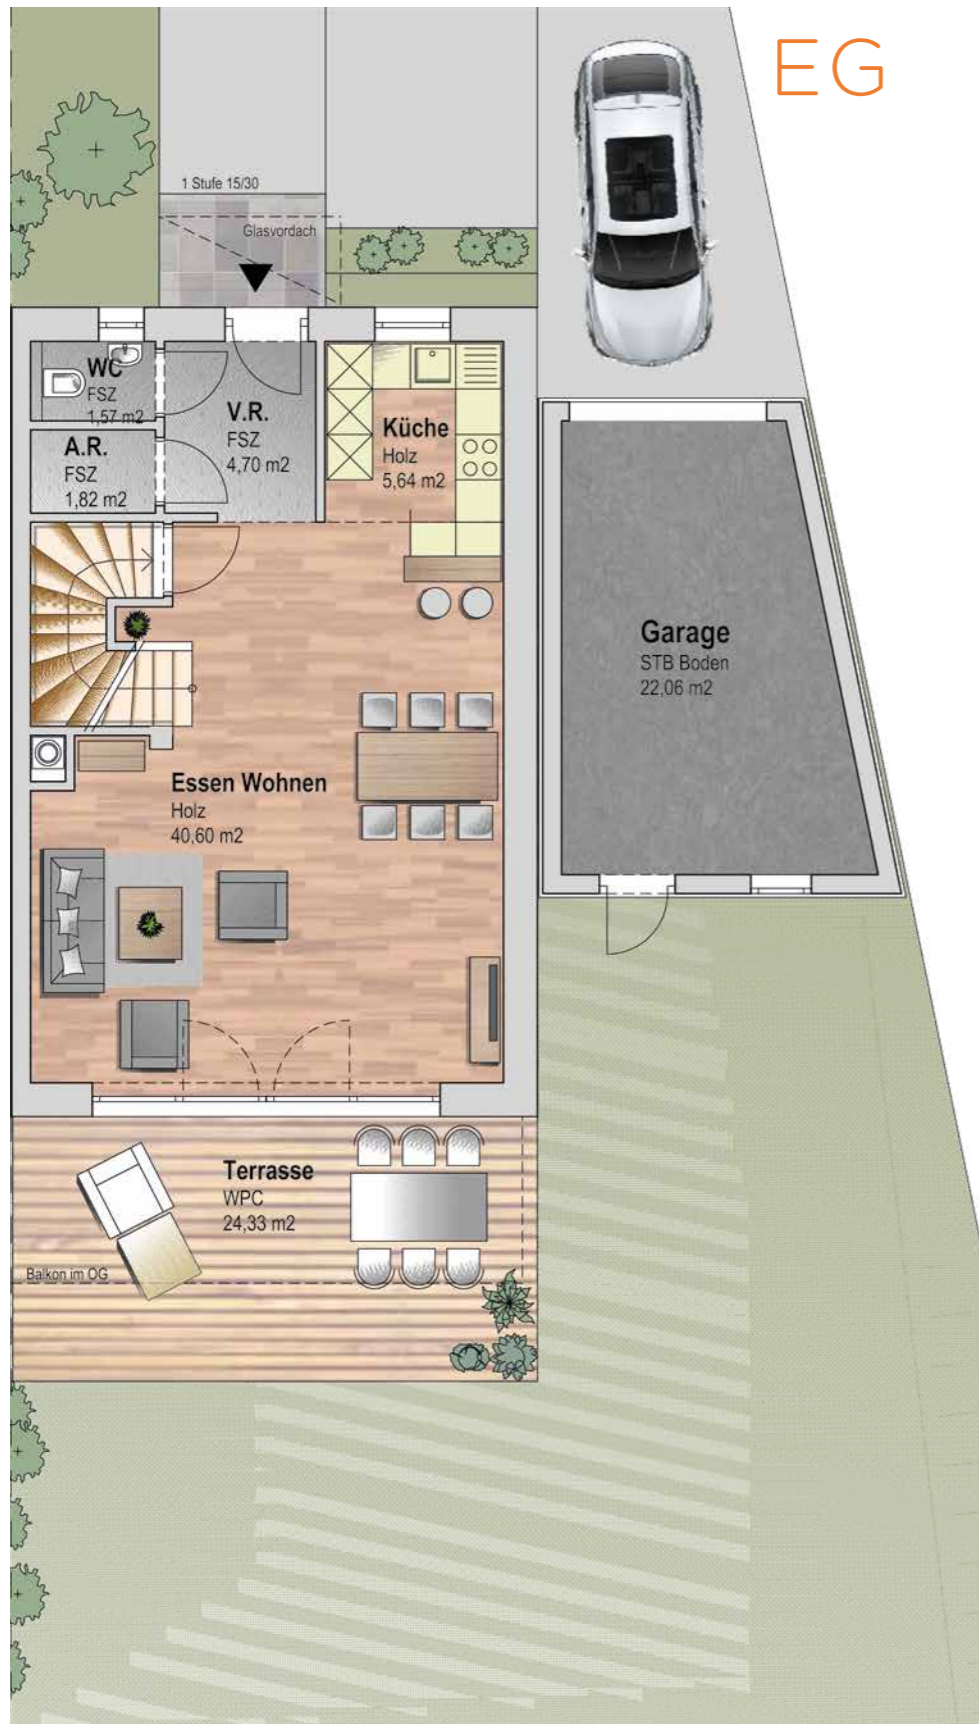 EG
1 Stufe 15/30
Glasvordach
WC
FSZ
1,57 m2
V.R.
FSZ
4,70 m2
Küche
Holz
5,64 m2
A.R.
FSZ
1,82 m2
Garage
STB Boden
22,06 m2
Essen Wohnen
Holz
40,60 m2
Terrasse
WPC
24,33 m2
Balkon im OG